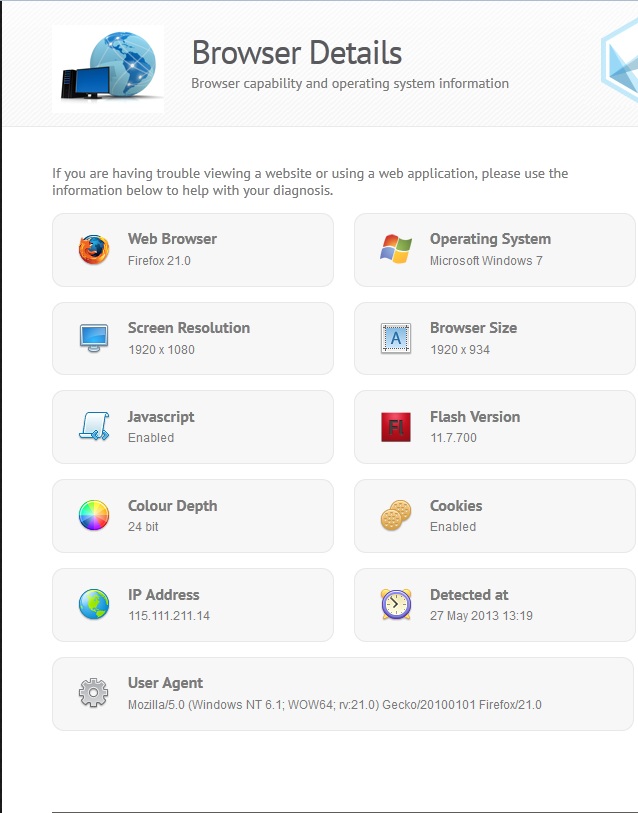 Browser Details
Browser capability and operating system information
If you are having trouble viewing a website or using a web application, please use the
information below to help with your diagnosis.
Web Browser
Firefox 21.0
Operating System
Microsoft Windows 7
Screen Resolution
1920 x 1080
A
Browser Size
1920 x 934
Javascript
Enabled
Fl
Flash Version
11.7.700
Colour Depth
24 bit
Cookies
Enabled
IP Address
115.111.211.14
Detected at
27 May 2013 13:19
User Agent
Mozilla/5.0 (Windows NT 6.1; WOW64; rv:21.0) Gecko/20100101 Firefox/21.0